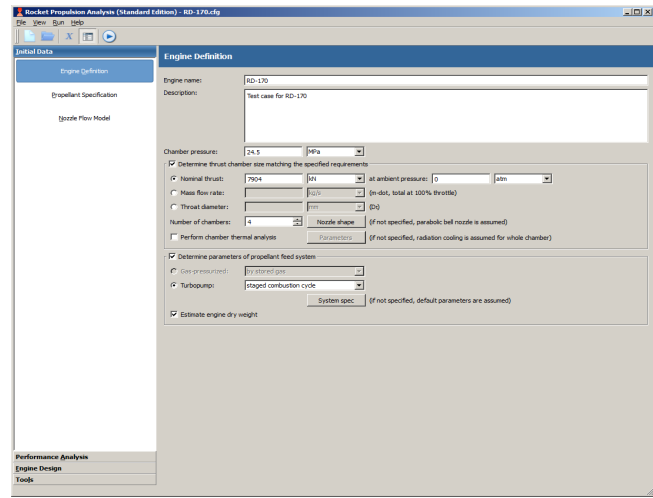 Rocket Propulsion Analysis (Standard Edition) - RD-170.cfg
File View Run Help
X
Initial Data
Engine Definition
Propellant Specification
Nozzle Flow Model
Performance Analysis
Engine Design
Tools
Engine Definition
Engine name: RD-170
Description: Test case for RD-170
Chamber pressure: 24.5 MPa
Determine thrust chamber size matching the specified requirements
Nominal thrust: 7904 kN at ambient pressure: 0 atm
Mass flow rate: kg/s (m-dot, total at 100% throttle)
Throat diameter: mm (Dt)
Number of chambers: 4 Nozzle shape (if not specified, parabolic bell nozzle is assumed)
Perform chamber thermal analysis Parameters (if not specified, radiation cooling is assumed for whole chamber)
Determine parameters of propellant feed system
Gas-pressurized: by stored gas
Turbopump: staged combustion cycle
System spec (if not specified, default parameters are assumed)
Estimate engine dry weight